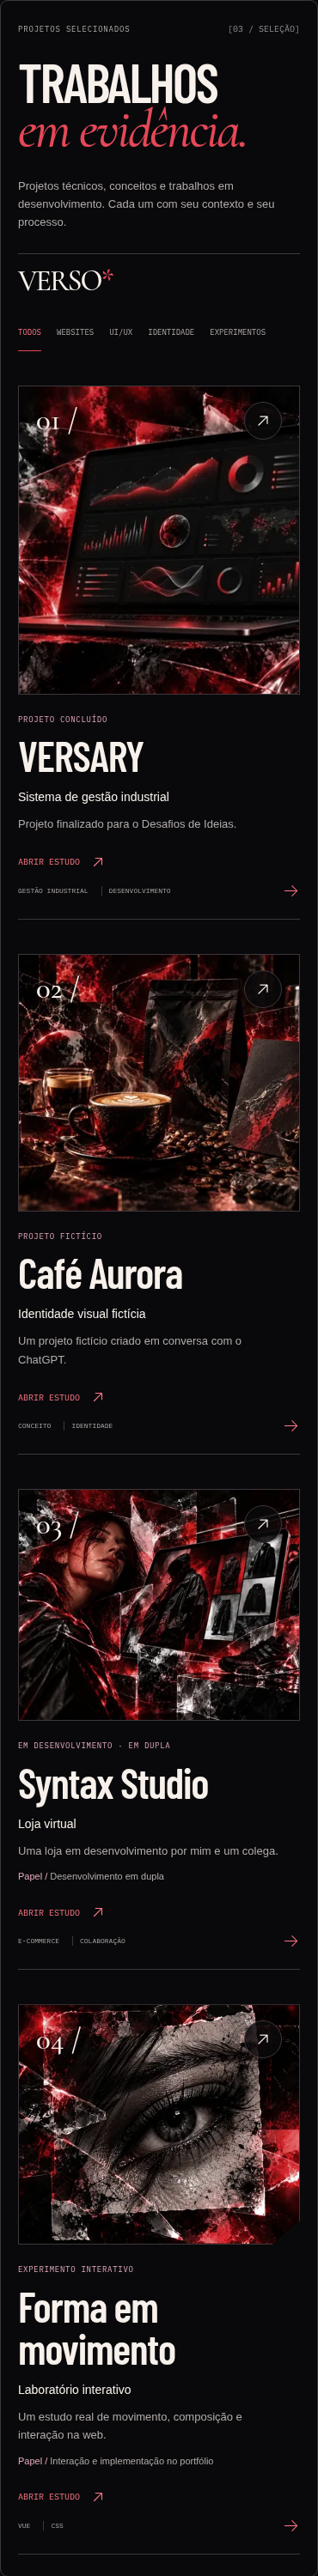 PROJETOS SELECIONADOS
[03 / SELEÇÃO]
TRABALHOS
em evidência.
Projetos técnicos, conceitos e trabalhos em
desenvolvimento. Cada um com seu contexto e seu
processo.
VERSO*
TODOS WEBSITES UI/UX IDENTIDADE EXPERIMENTOS
01 /
PROJETO CONCLUÍDO
VERSARY
Sistema de gestão industrial
Projeto finalizado para o Desafios de Ideias.
ABRIR ESTUDO
GESTÃO INDUSTRIAL | DESENVOLVIMENTO
02 /
PROJETO FICTÍCIO
Café Aurora
Identidade visual fictícia
Um projeto fictício criado em conversa com o
ChatGPT.
ABRIR ESTUDO
CONCEITO | IDENTIDADE
03 /
EM DESENVOLVIMENTO · EM DUPLA
Syntax Studio
Loja virtual
Uma loja em desenvolvimento por mim e um colega.
Papel / Desenvolvimento em dupla
ABRIR ESTUDO
E-COMMERCE | COLABORAÇÃO
04 /
EXPERIMENTO INTERATIVO
Forma em
movimento
Laboratório interativo
Um estudo real de movimento, composição e
interação na web.
Papel / Interação e implementação no portfólio
ABRIR ESTUDO
VUE | CSS